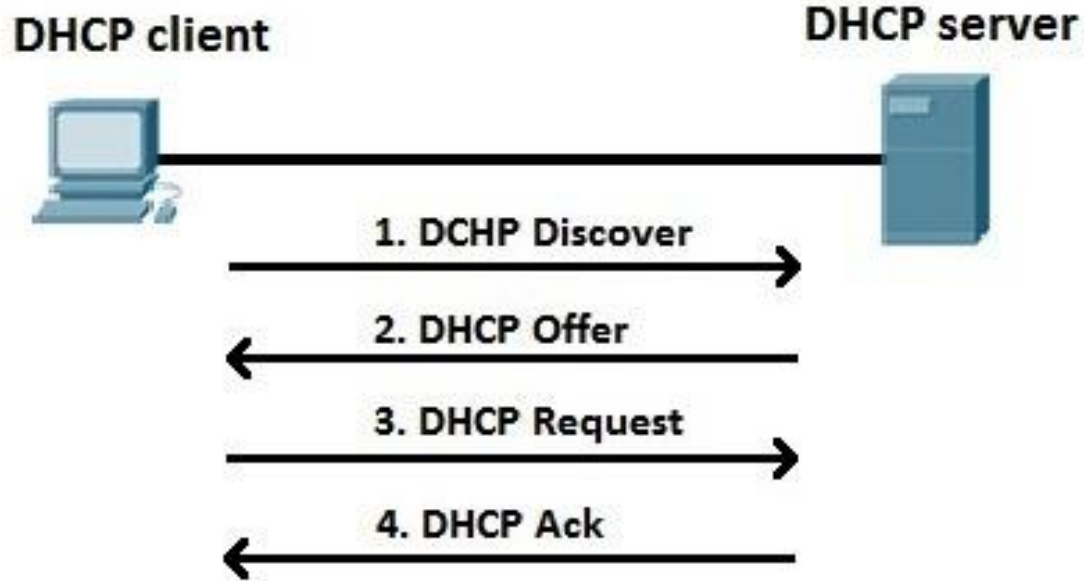 DHCP client
DHCP server
1. DCHP Discover
2. DHCP Offer
3. DHCP Request
4. DHCP Ack